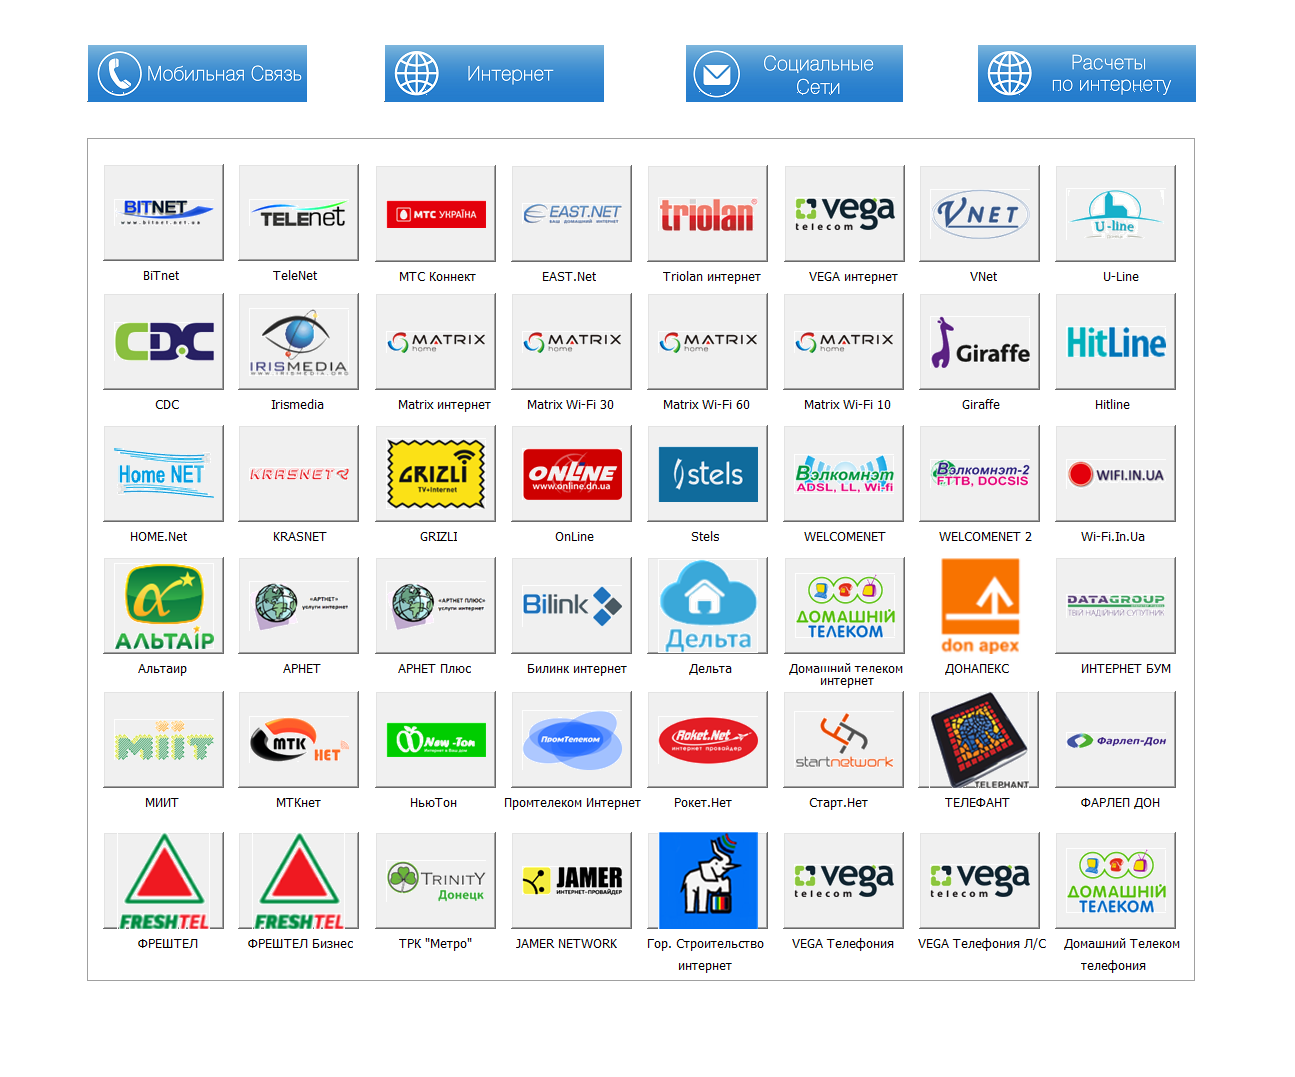 Мобильная Связь
Интернет
Социальные
Сети
Расчеты
по интернету
BITNET
www.bitnet.net.ua
TELEnet
МТС УКРАЇНА
EAST.NET
ВАШ ДОМАШНИЙ ИНТЕРНЕТ
triolan
vega
telecom
VNET
U-line
BiTnet
TeleNet
МТС Коннект
EAST.Net
Triolan интернет
VEGA интернет
VNet
U-Line
CDC
IRISMEDIA
WWW.IRISMEDIA.ORG
MATRIX
home
MATRIX
home
MATRIX
home
MATRIX
home
Giraffe
HitLine
CDC
Irismedia
Matrix интернет
Matrix Wi-Fi 30
Matrix Wi-Fi 60
Matrix Wi-Fi 10
Giraffe
Hitline
Home NET
KRASNET
GRIZLI
TV+Internet
ONLINE
www.online.dn.ua
stels
Вэлкомнэт
ADSL, LL, Wi-fi
Вэлкомнэт-2
FTTB, DOCSIS
WIFI.IN.UA
HOME.Net
KRASNET
GRIZLI
OnLine
Stels
WELCOMENET
WELCOMENET 2
Wi-Fi.In.Ua
АЛЬТАІР
«АРТНЕТ»
услуги интернет
«АРТНЕТ ПЛЮС»
услуги интернет
Bilink
Дельта
ДОМАШНІЙ
ТЕЛЕКОМ
don apex
DATAGROUP
ТВІЙ НАДІЙНИЙ СУПУТНИК
Альтаир
АРНЕТ
АРНЕТ Плюс
Билинк интернет
Дельта
Домашний телеком
интернет
ДОНАПЕКС
ИНТЕРНЕТ БУМ
МІІТ
МТК
НЕТ
New-Ton
Интернет в Ваш дом
ПромТелеком
Roket.Net
интернет провайдер
startnetwork
TELEPHANT
Фарлеп-Дон
МИИТ
МТКнет
НьюТон
Промтелеком Интернет
Рокет.Нет
Старт.Нет
ТЕЛЕФАНТ
ФАРЛЕП ДОН
FRESHTEL
FRESHTEL
TRINITY
Донецк
JAMER
ИНТЕРНЕТ-ПРОВАЙДЕР
vega
telecom
vega
telecom
ДОМАШНІЙ
ТЕЛЕКОМ
ФРЕШТЕЛ
ФРЕШТЕЛ Бизнес
ТРК "Метро"
JAMER NETWORK
Гор. Строительство
интернет
VEGA Телефония
VEGA Телефония Л/С
Домашний Телеком
телефония